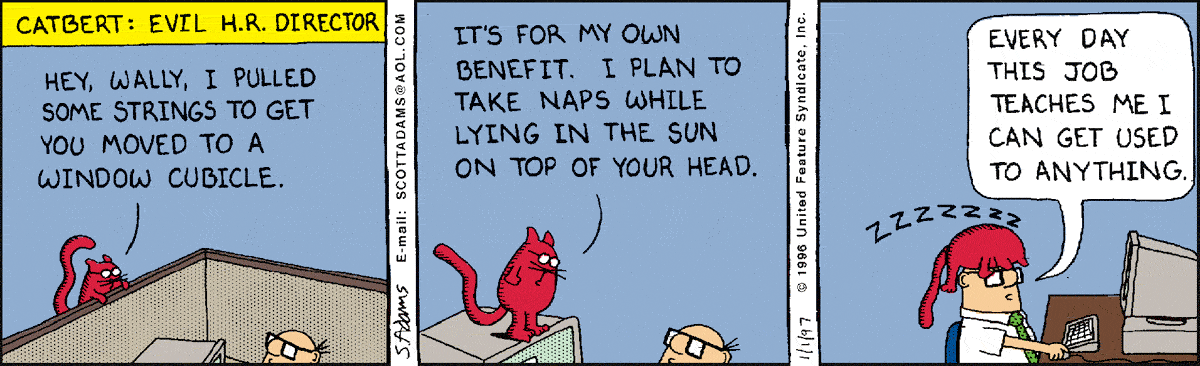 CATBERT: EVIL H.R. DIRECTOR
HEY, WALLY, I PULLED
SOME STRINGS TO GET
YOU MOVED TO A
WINDOW CUBICLE.
S.Adams
E-mail: SCOTTADAMS@AOL.COM
IT'S FOR MY OWN
BENEFIT. I PLAN TO
TAKE NAPS WHILE
LYING IN THE SUN
ON TOP OF YOUR HEAD.
1/1/97
© 1996 United Feature Syndicate, Inc.
EVERY DAY
THIS JOB
TEACHES ME I
CAN GET USED
TO ANYTHING.
ZZZZZZZ